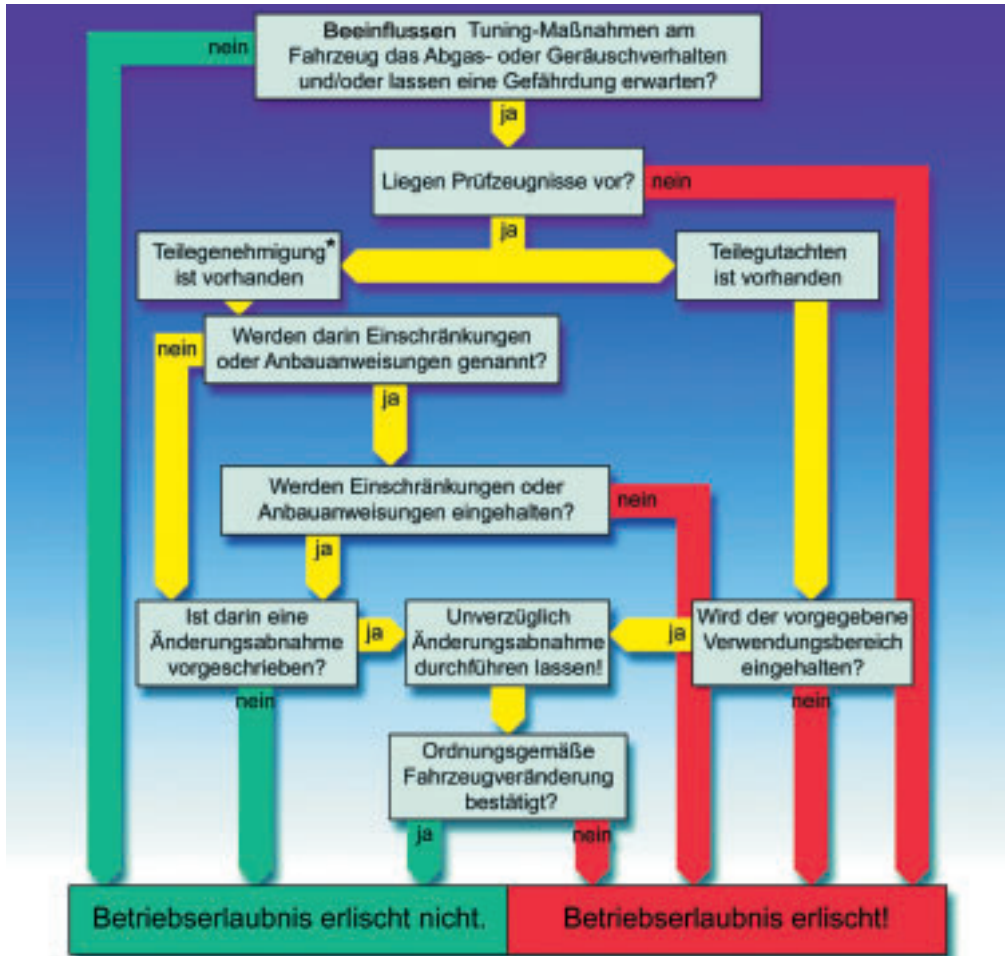 Beeinflussen Tuning-Maßnahmen am
Fahrzeug das Abgas- oder Geräuschverhalten
und/oder lassen eine Gefährdung erwarten?
nein
ja
Liegen Prüfzeugnisse vor?
nein
ja
Teilegenehmigung*
ist vorhanden
Teilegutachten
ist vorhanden
Werden darin Einschränkungen
oder Anbauanweisungen genannt?
nein
ja
Werden Einschränkungen oder
Anbauanweisungen eingehalten?
nein
ja
Ist darin eine
Änderungsabnahme
vorgeschrieben?
ja
Unverzüglich
Änderungsabnahme
durchführen lassen!
ja
Wird der vorgegebene
Verwendungsbereich
eingehalten?
nein
nein
Ordnungsgemäße
Fahrzeugveränderung
bestätigt?
ja
nein
Betriebserlaubnis erlischt nicht.
Betriebserlaubnis erlischt!